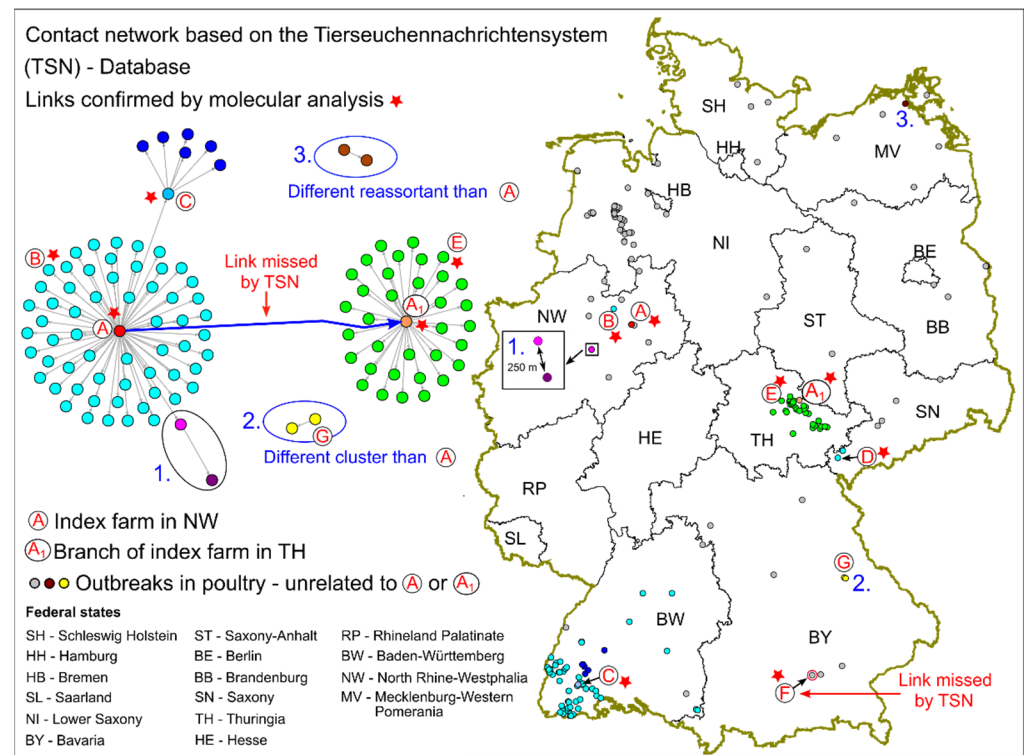 Contact network based on the Tierseuchennachrichtensystem
(TSN) - Database
Links confirmed by molecular analysis
3.
Different reassortant than A
C
B
E
Link missed
by TSN
A
A1
2.
G
Different cluster than A
1.
A Index farm in NW
A1 Branch of index farm in TH
Outbreaks in poultry - unrelated to A or A1
Federal states
SH - Schleswig Holstein
HH - Hamburg
HB - Bremen
SL - Saarland
NI - Lower Saxony
BY - Bavaria
ST - Saxony-Anhalt
BE - Berlin
BB - Brandenburg
SN - Saxony
TH - Thuringia
HE - Hesse
RP - Rhineland Palatinate
BW - Baden-Württemberg
NW - North Rhine-Westphalia
MV - Mecklenburg-Western
Pomerania
SH
3.
HH
MV
HB
NI
BE
NW
B
A
ST
BB
1.
250 m
E
A1
SN
HE
TH
D
RP
SL
G
2.
BW
BY
C
F
Link missed
by TSN